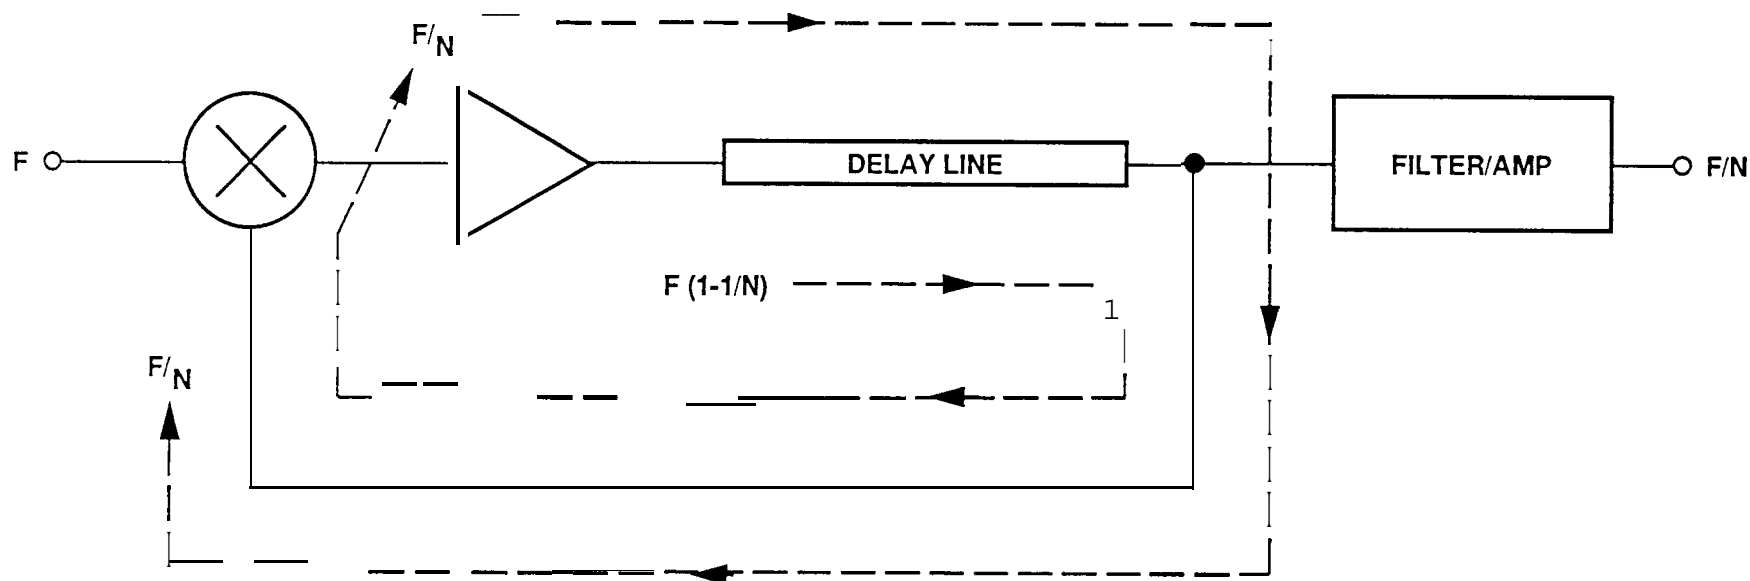 F/N
F
DELAY LINE
FILTER/AMP
F/N
F (1-1/N)
1
F/N